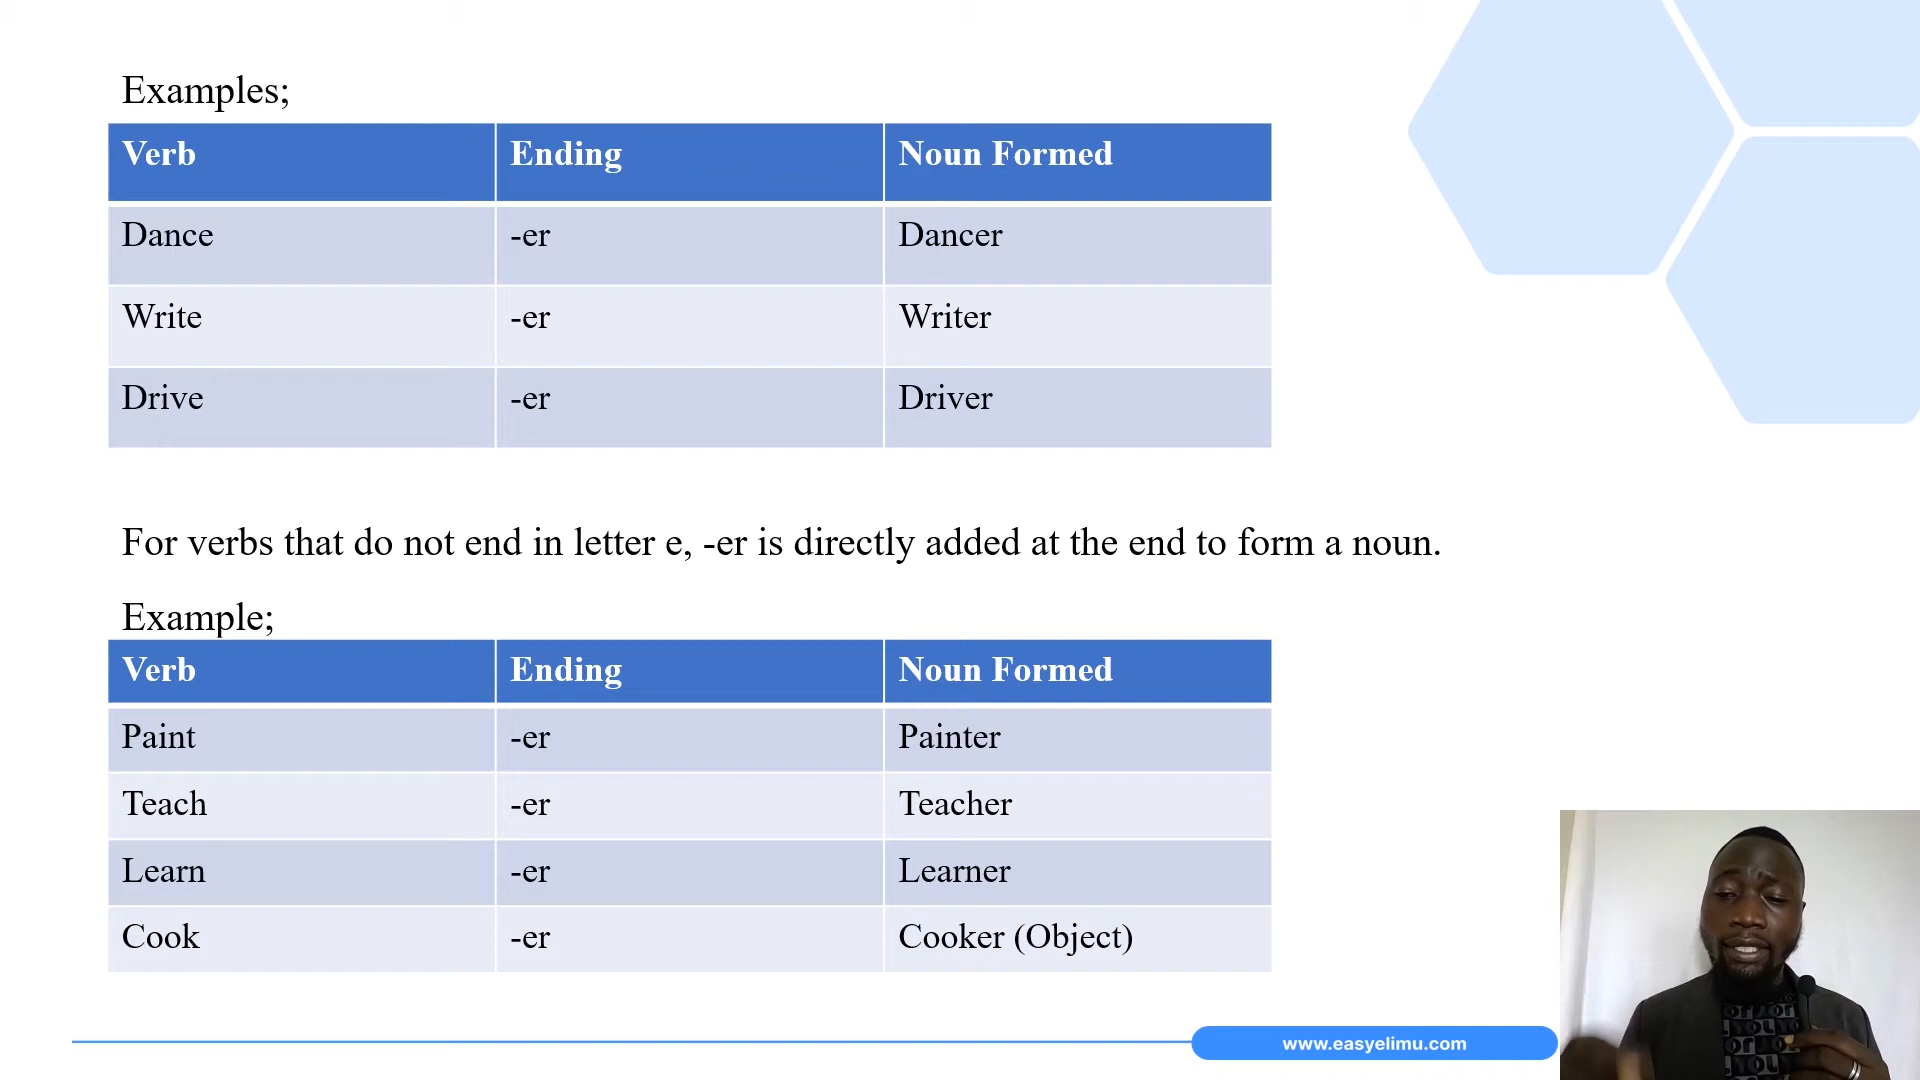 Examples;
Verb Ending Noun Formed
Dance -er Dancer
Write -er Writer
Drive -er Driver
For verbs that do not end in letter e, -er is directly added at the end to form a noun.
Example;
Verb Ending Noun Formed
Paint -er Painter
Teach -er Teacher
Learn -er Learner
Cook -er Cooker (Object)
www.easyelimu.com